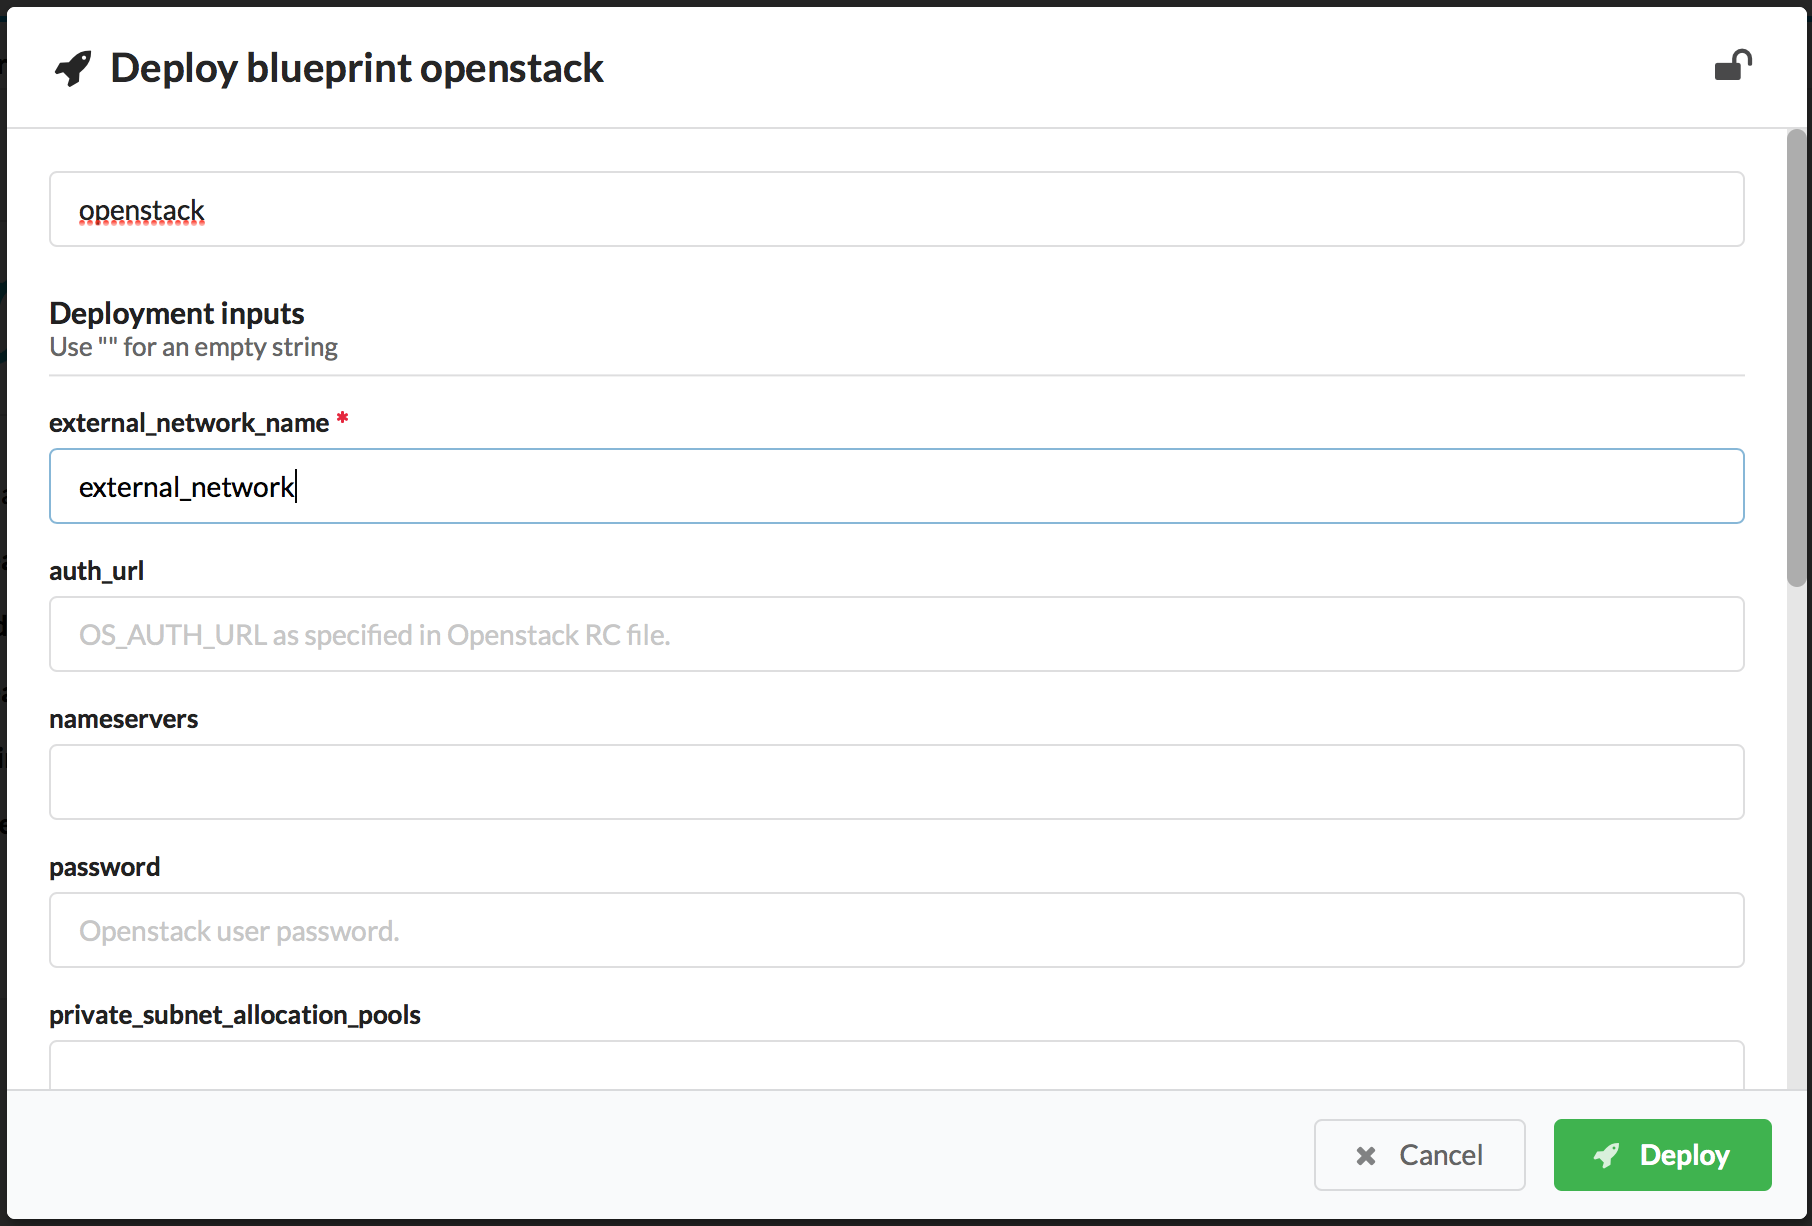 Deploy blueprint openstack
openstack
Deployment inputs
Use "" for an empty string
external_network_name *
external_network
auth_url
OS_AUTH_URL as specified in Openstack RC file.
nameservers
password
Openstack user password.
private_subnet_allocation_pools
Cancel
Deploy